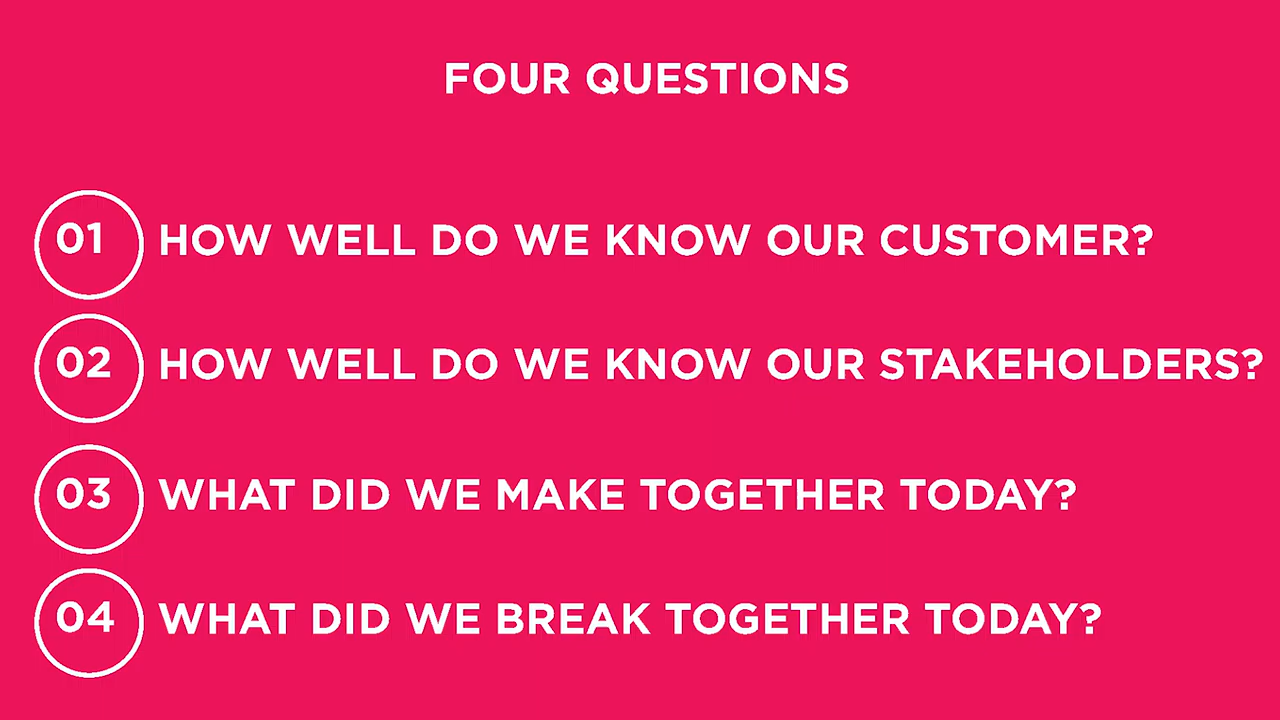 FOUR QUESTIONS
01 HOW WELL DO WE KNOW OUR CUSTOMER?
02 HOW WELL DO WE KNOW OUR STAKEHOLDERS?
03 WHAT DID WE MAKE TOGETHER TODAY?
04 WHAT DID WE BREAK TOGETHER TODAY?